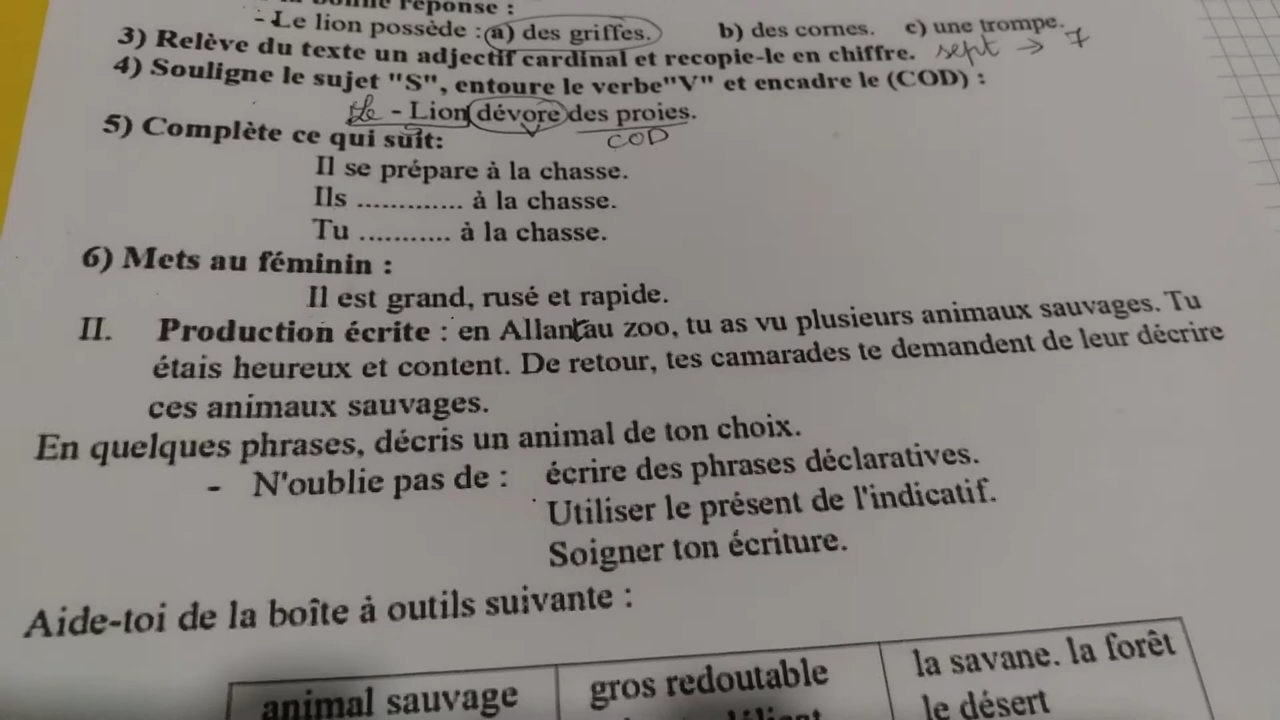 réponse :
- Le lion possède : a) des griffes. b) des cornes. c) une trompe.
3) Relève du texte un adjectif cardinal et recopie-le en chiffre. sept → 7
4) Souligne le sujet "S", entoure le verbe"V" et encadre le (COD) :
le - Lion dévore des proies.
S V COD
5) Complète ce qui suit:
Il se prépare à la chasse.
Ils ............. à la chasse.
Tu ........... à la chasse.
6) Mets au féminin :
Il est grand, rusé et rapide.
II. Production écrite : en Allant au zoo, tu as vu plusieurs animaux sauvages. Tu
étais heureux et content. De retour, tes camarades te demandent de leur décrire
ces animaux sauvages.
En quelques phrases, décris un animal de ton choix.
- N'oublie pas de : écrire des phrases déclaratives.
Utiliser le présent de l'indicatif.
Soigner ton écriture.
Aide-toi de la boîte à outils suivante :
animal sauvage gros redoutable la savane. la forêt
le désert